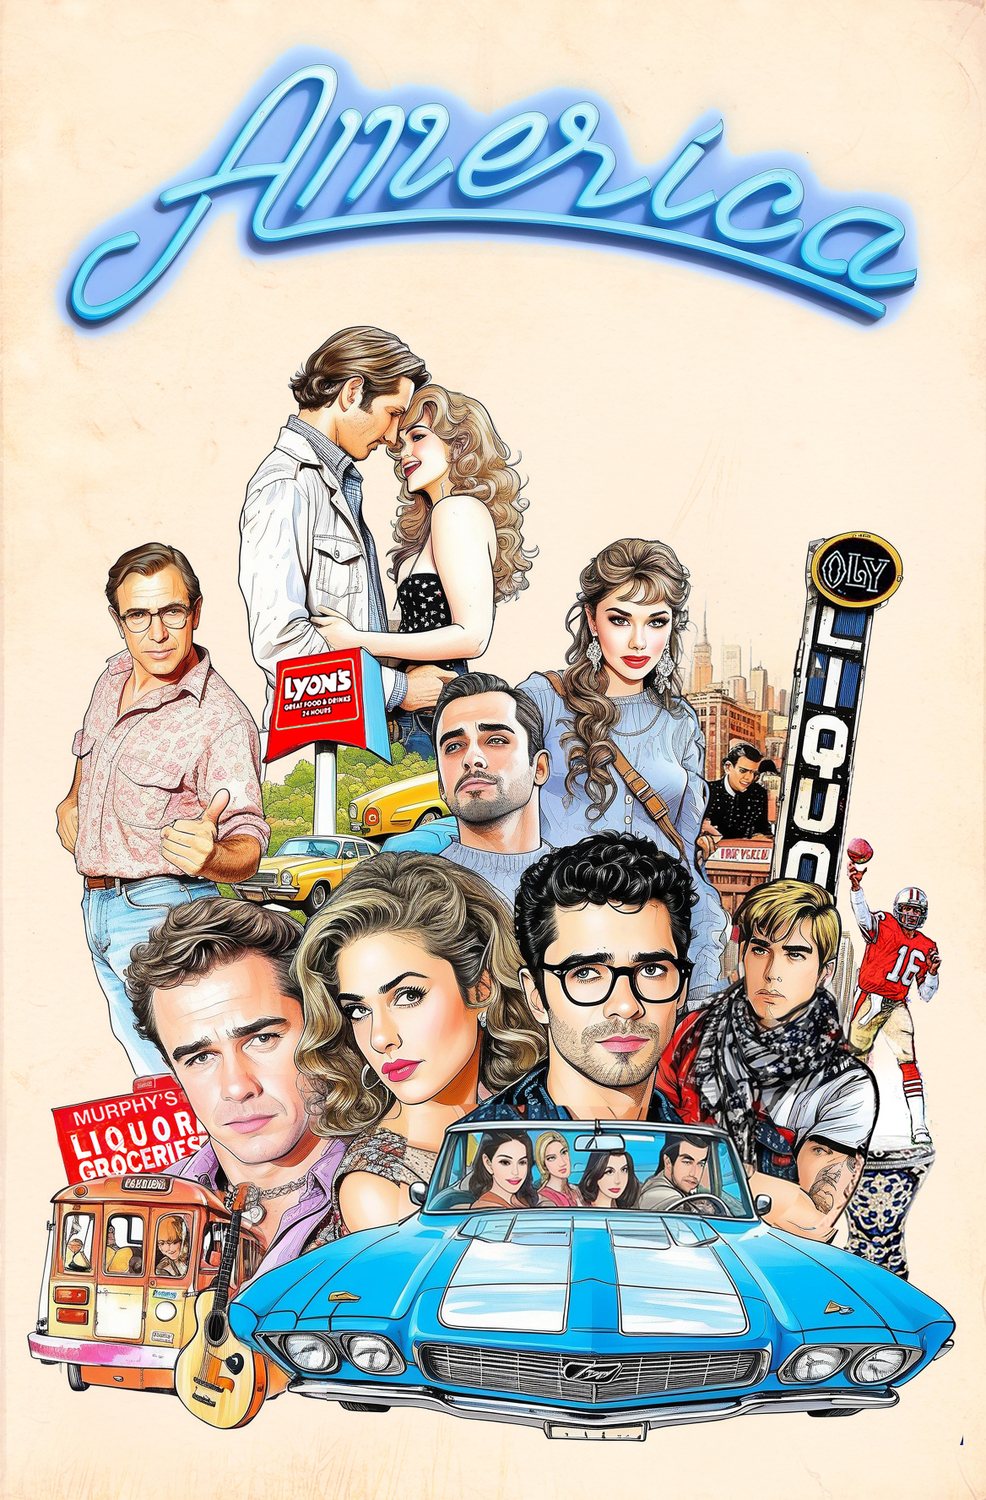 America
OLY
LIQUO
LYON'S
GREAT FOOD & DRINKS
24 HOURS
16
MURPHY'S
LIQUOR
GROCERIES